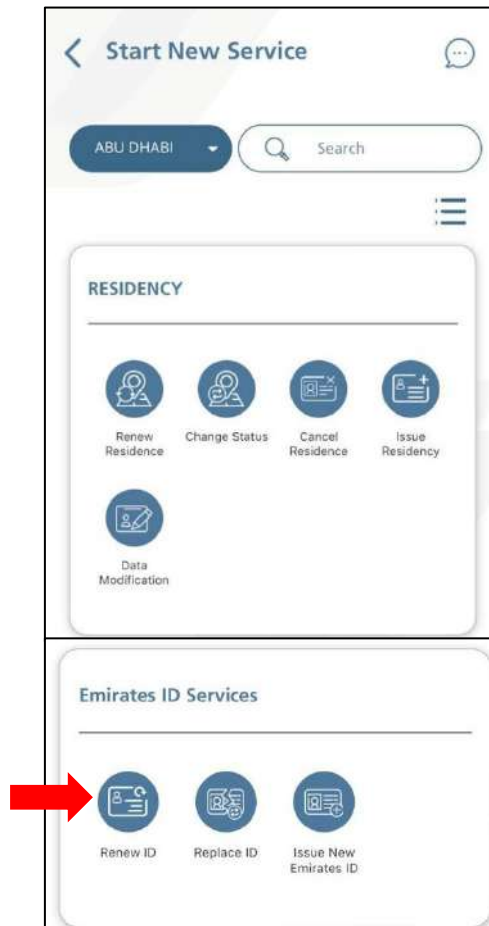 Start New Service
ABU DHABI
Search
RESIDENCY
Renew
Residence
Change Status
Cancel
Residence
Issue
Residency
Data
Modification
Emirates ID Services
Renew ID
Replace ID
Issue New
Emirates ID